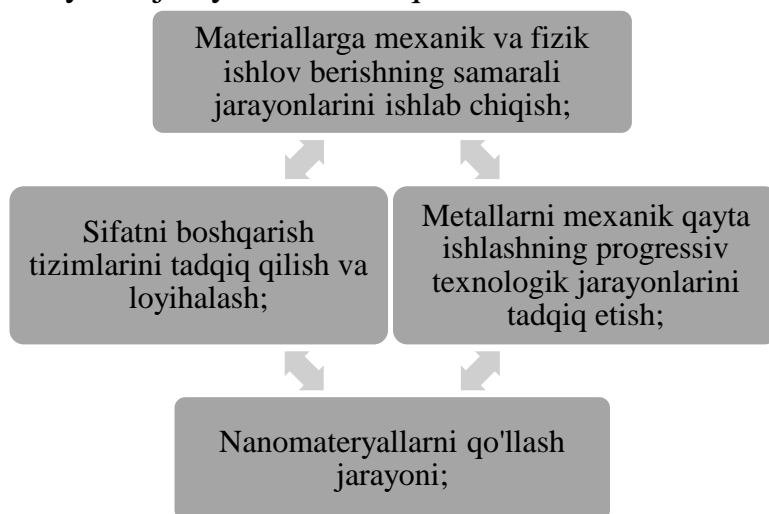 Materiallarga mexanik va fizik
ishlov berishning samarali
jarayonlarini ishlab chiqish;
Sifatni boshqarish
tizimlarini tadqiq qilish va
loyihalash;
Metallarni mexanik qayta
ishlashning progressiv
texnologik jarayonlarini
tadqiq etish;
Nanomateryallarni qo'llash
jarayoni;